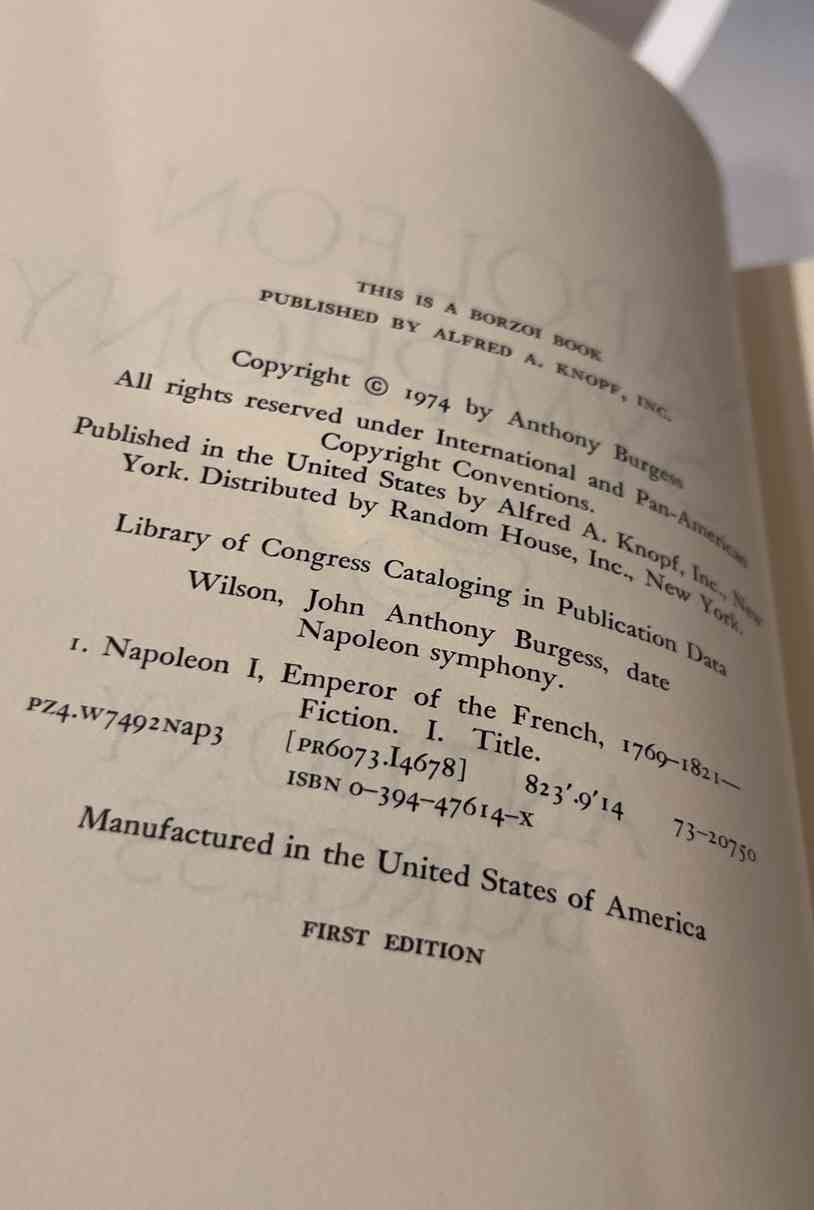 THIS IS A BORZOI BOOK
PUBLISHED BY ALFRED A. KNOPF, INC.
Copyright © 1974 by Anthony Burgess
All rights reserved under International and Pan-American
Copyright Conventions.
Published in the United States by Alfred A. Knopf, Inc., New
York. Distributed by Random House, Inc., New York.
Library of Congress Cataloging in Publication Data
Wilson, John Anthony Burgess, date
Napoleon symphony.
1. Napoleon I, Emperor of the French, 1769–1821—
Fiction. I. Title.
PZ4.W7492Nap3 [PR6073.I4678] 823'.9'14 73–20750
ISBN 0–394–47614–X
Manufactured in the United States of America
FIRST EDITION